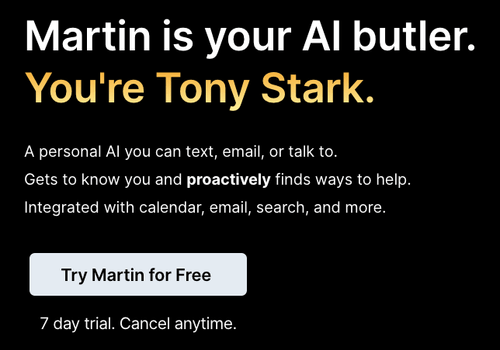 Martin is your AI butler.
You're Tony Stark.
A personal AI you can text, email, or talk to.
Gets to know you and proactively finds ways to help.
Integrated with calendar, email, search, and more.
Try Martin for Free
7 day trial. Cancel anytime.